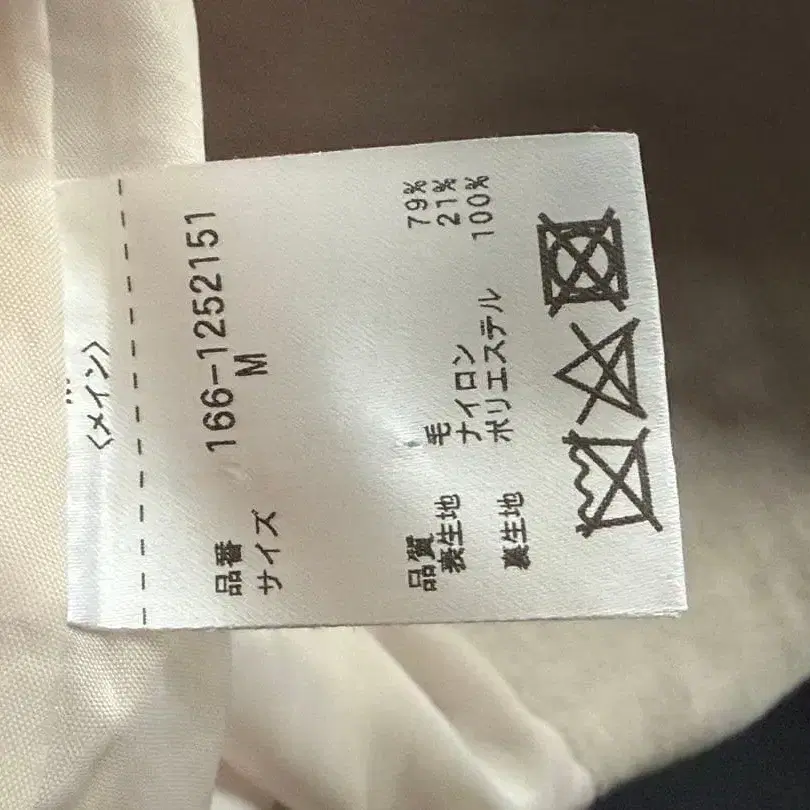 〈メイン〉
品番 166-1252151
サイズ M
品質
表生地 毛 79%
ナイロン 21%
裏生地 ポリエステル 100%